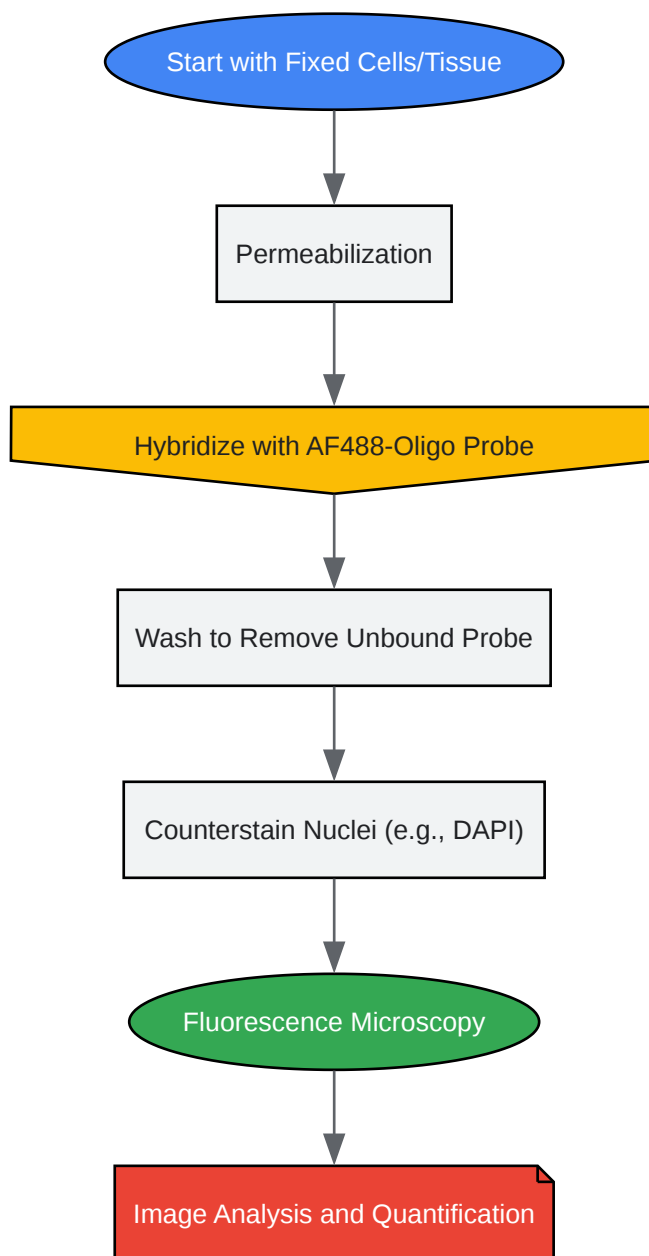 Start with Fixed Cells/Tissue
Permeabilization
Hybridize with AF488-Oligo Probe
Wash to Remove Unbound Probe
Counterstain Nuclei (e.g., DAPI)
Fluorescence Microscopy
Image Analysis and Quantification